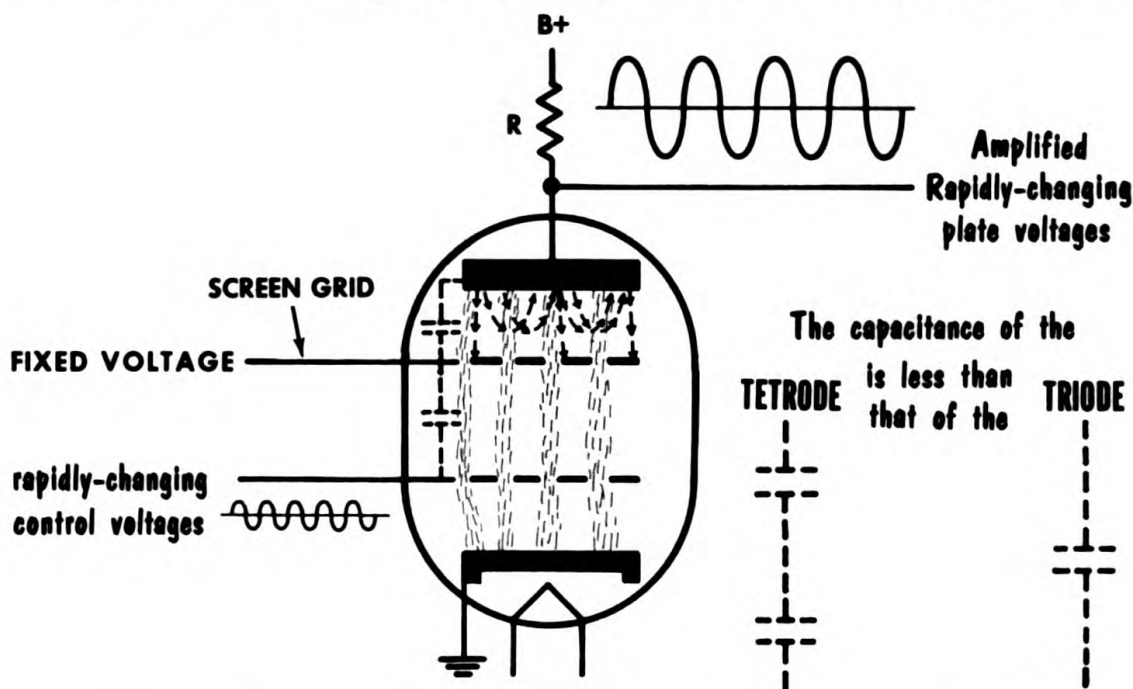 B+
R
Amplified
Rapidly-changing
plate voltages
SCREEN GRID
FIXED VOLTAGE
rapidly-changing
control voltages
The capacitance of the
TETRODE
is less than
that of the
TRIODE